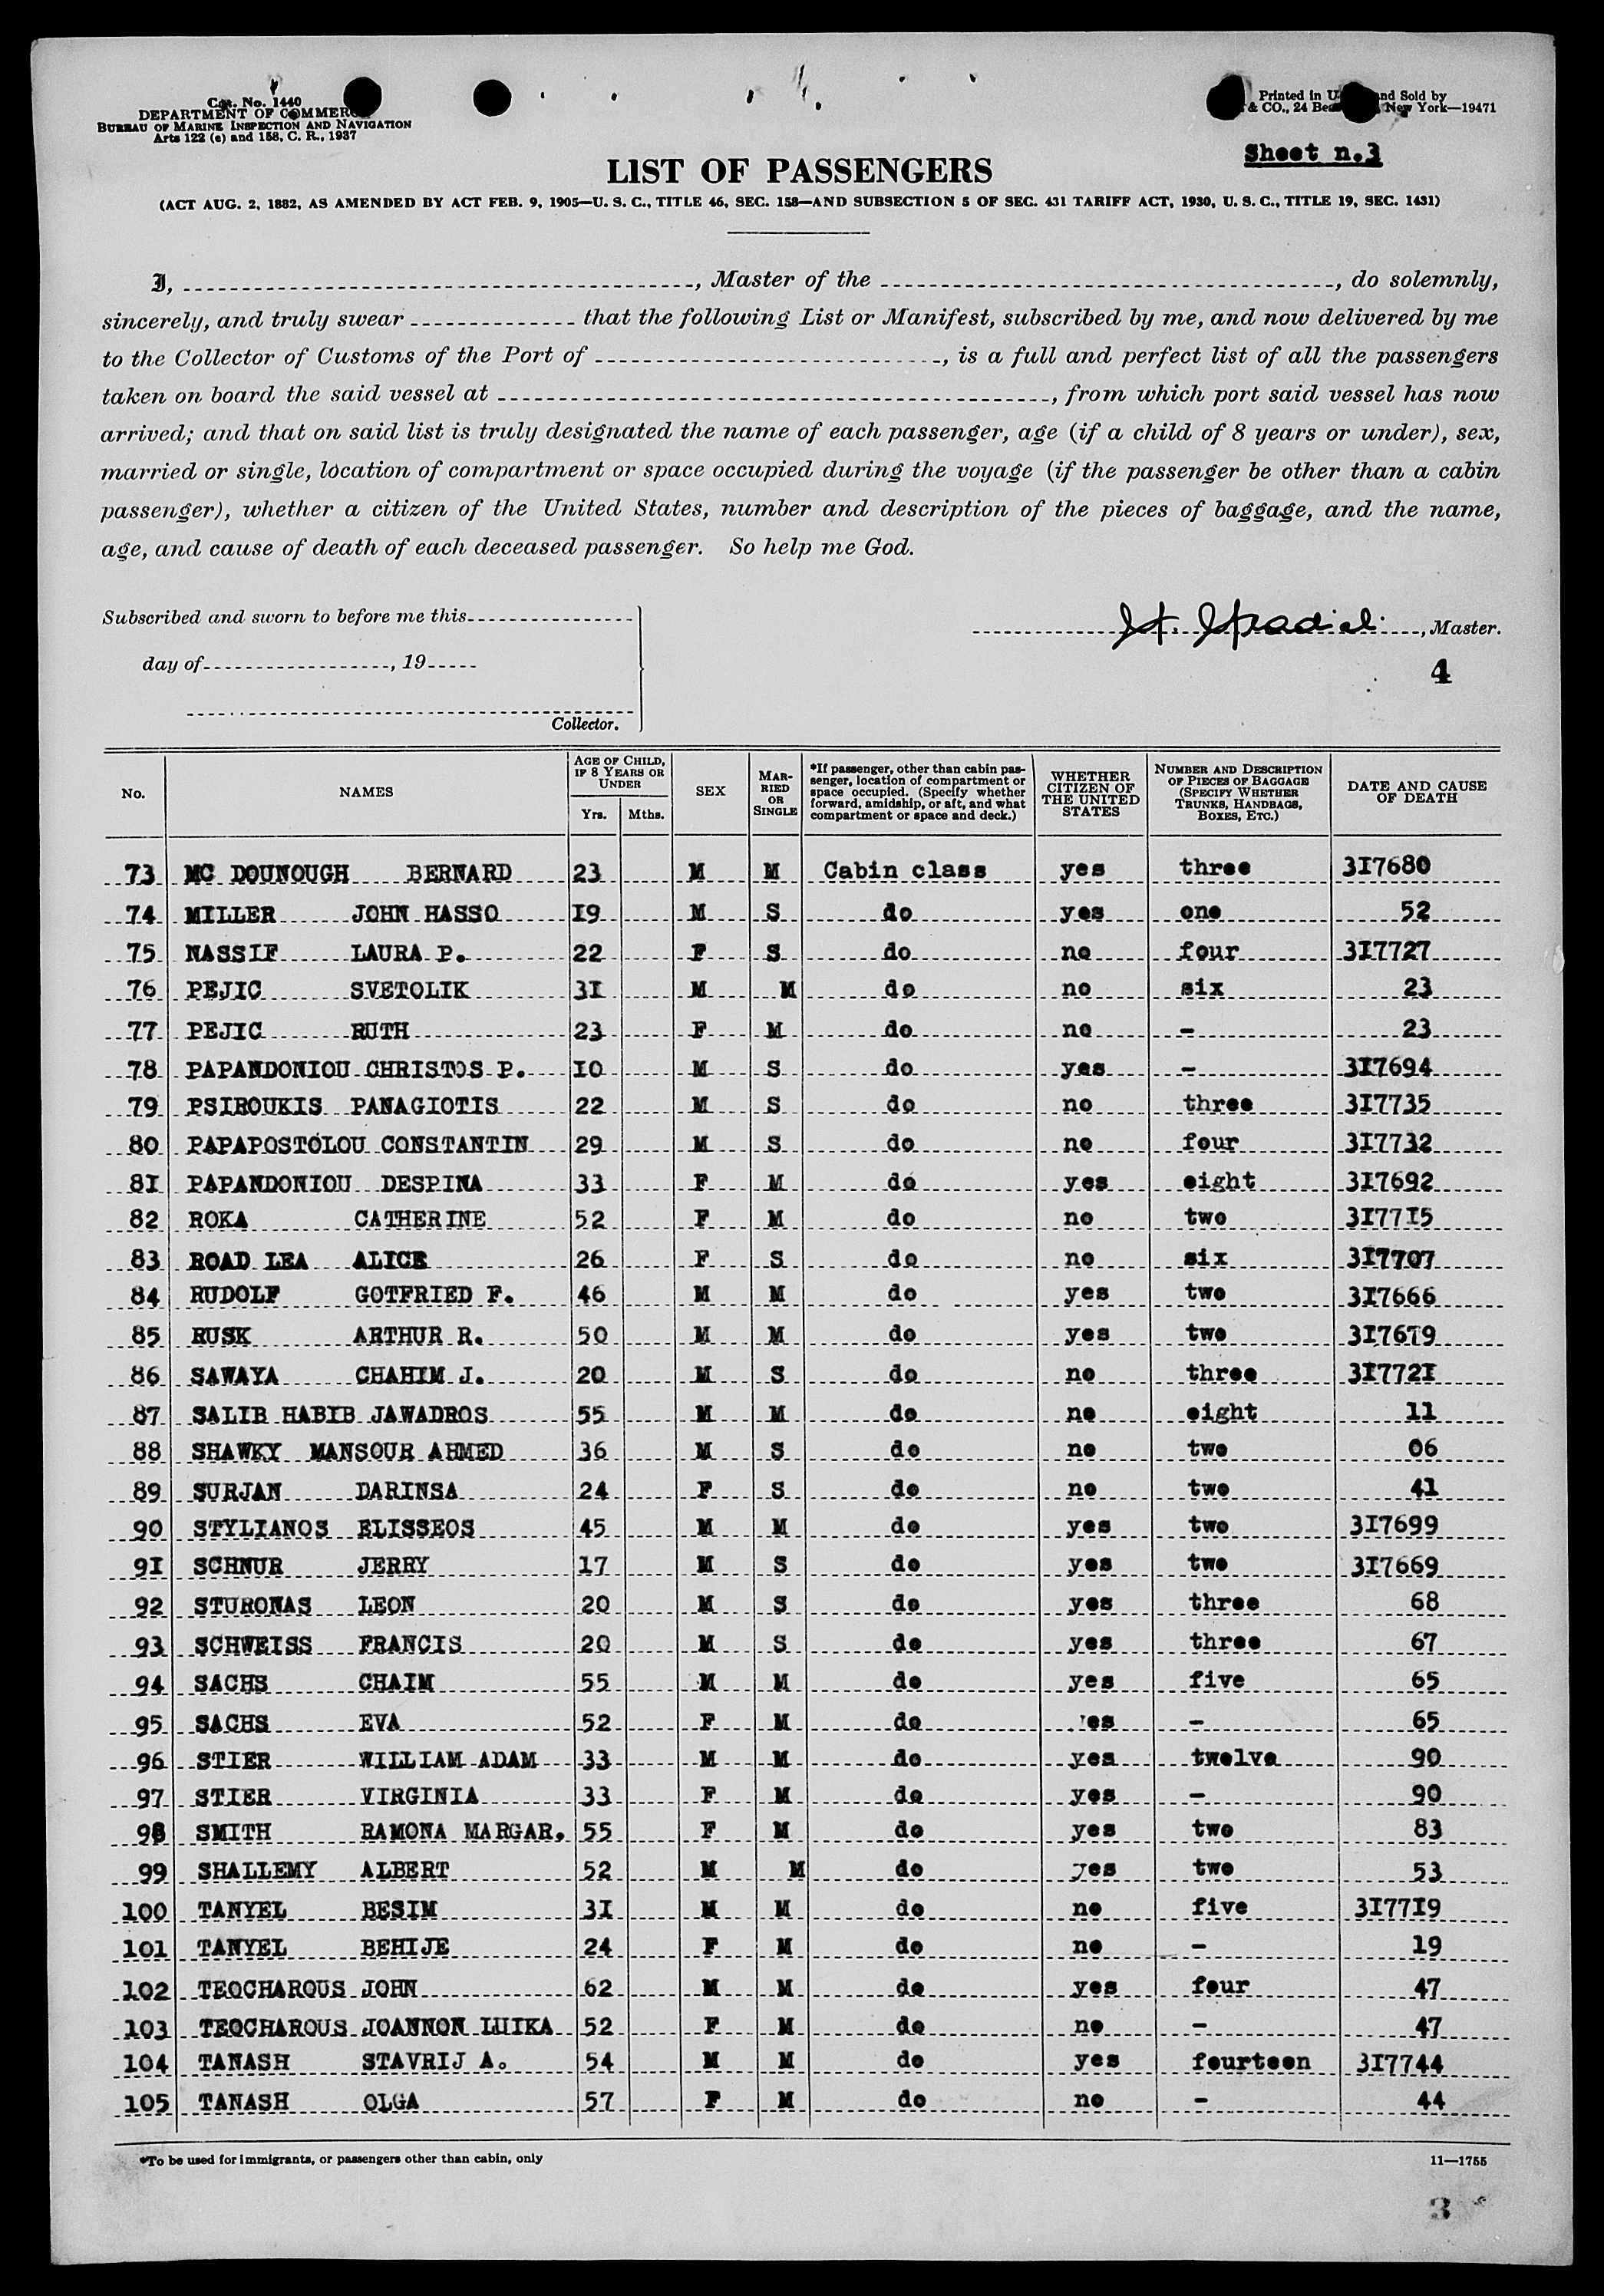 Cat. No. 1440
DEPARTMENT OF COMMERCE
BUREAU OF MARINE INSPECTION AND NAVIGATION
Arts 122 (e) and 158, C. R., 1937
Printed in U and Sold by
& CO., 24 Bea New York—19471
Sheet n.3
LIST OF PASSENGERS
(ACT AUG. 2, 1882, AS AMENDED BY ACT FEB. 9, 1905—U. S. C., TITLE 46, SEC. 158—AND SUBSECTION 5 OF SEC. 431 TARIFF ACT, 1930, U. S. C., TITLE 19, SEC. 1431)
I, , Master of the , do solemnly,
sincerely, and truly swear that the following List or Manifest, subscribed by me, and now delivered by me
to the Collector of Customs of the Port of , is a full and perfect list of all the passengers
taken on board the said vessel at , from which port said vessel has now
arrived; and that on said list is truly designated the name of each passenger, age (if a child of 8 years or under), sex,
married or single, location of compartment or space occupied during the voyage (if the passenger be other than a cabin
passenger), whether a citizen of the United States, number and description of the pieces of baggage, and the name,
age, and cause of death of each deceased passenger. So help me God.
Subscribed and sworn to before me this
day of , 19
Collector.
, Master.
4
No. NAMES AGE OF CHILD, IF 8 YEARS OR UNDER Yrs. Mths. SEX MARRIED OR SINGLE *If passenger, other than cabin passenger, location of compartment or space occupied. (Specify whether forward, amidship, or aft, and what compartment or space and deck.) WHETHER CITIZEN OF THE UNITED STATES NUMBER AND DESCRIPTION OF PIECES OF BAGGAGE (SPECIFY WHETHER TRUNKS, HANDBAGS, BOXES, ETC.) DATE AND CAUSE OF DEATH
73 MC DOUNOUGH BERNARD 23 M M Cabin class yes three 3I7680
74 MILLER JOHN HASSO I9 M S do yes one 52
75 NASSIF LAURA P. 22 F S do no four 3I7727
76 PEJIC SVETOLIK 3I M M do no six 23
77 PEJIC RUTH 23 F M do no - 23
78 PAPANDONIOU CHRISTOS P. I0 M S do yes - 3I7694
79 PSIROUKIS PANAGIOTIS 22 M S do no three 3I7735
80 PAPAPOSTOLOU CONSTANTIN 29 M S do no four 3I7732
8I PAPANDONIOU DESPINA 33 F M do yes eight 3I7692
82 ROKA CATHERINE 52 F M do no two 3I77I5
83 ROAD LEA ALICE 26 F S do no six 3I7707
84 RUDOLF GOTFRIED F. 46 M M do yes two 3I7666
85 RUSK ARTHUR R. 50 M M do yes two 3I7679
86 SAWAYA CHAHIM J. 20 M S do no three 3I772I
87 SALIB HABIB JAWADROS 55 M M do no eight 11
88 SHAWKY MANSOUR AHMED 36 M S do no two 06
89 SURJAN DARINSA 24 F S do no two 41
90 STYLIANOS ELISSEOS 45 M M do yes two 3I7699
9I SCHNUR JERRY 17 M S do yes two 3I7669
92 STURONAS LEON 20 M S do yes three 68
93 SCHWEISS FRANCIS 20 M S do yes three 67
94 SACHS CHAIM 55 M M do yes five 65
95 SACHS EVA 52 F M do yes - 65
96 STIER WILLIAM ADAM 33 M M do yes twelve 90
97 STIER VIRGINIA 33 F M do yes - 90
98 SMITH RAMONA MARGAR. 55 F M do yes two 83
99 SHALLEMY ALBERT 52 M M do yes two 53
100 TANYEL BESIM 3I M M do no five 3I77I9
101 TANYEL BEHIJE 24 F M do no - 19
102 TEOCHAROUS JOHN 62 M M do yes four 47
103 TEOCHAROUS JOANNON LUIKA 52 F M do no - 47
104 TANASH STAVRIJ A. 54 M M do yes fourteen 3I7744
105 TANASH OLGA 57 F M do no - 44
*To be used for immigrants, or passengers other than cabin, only
11—1755
3